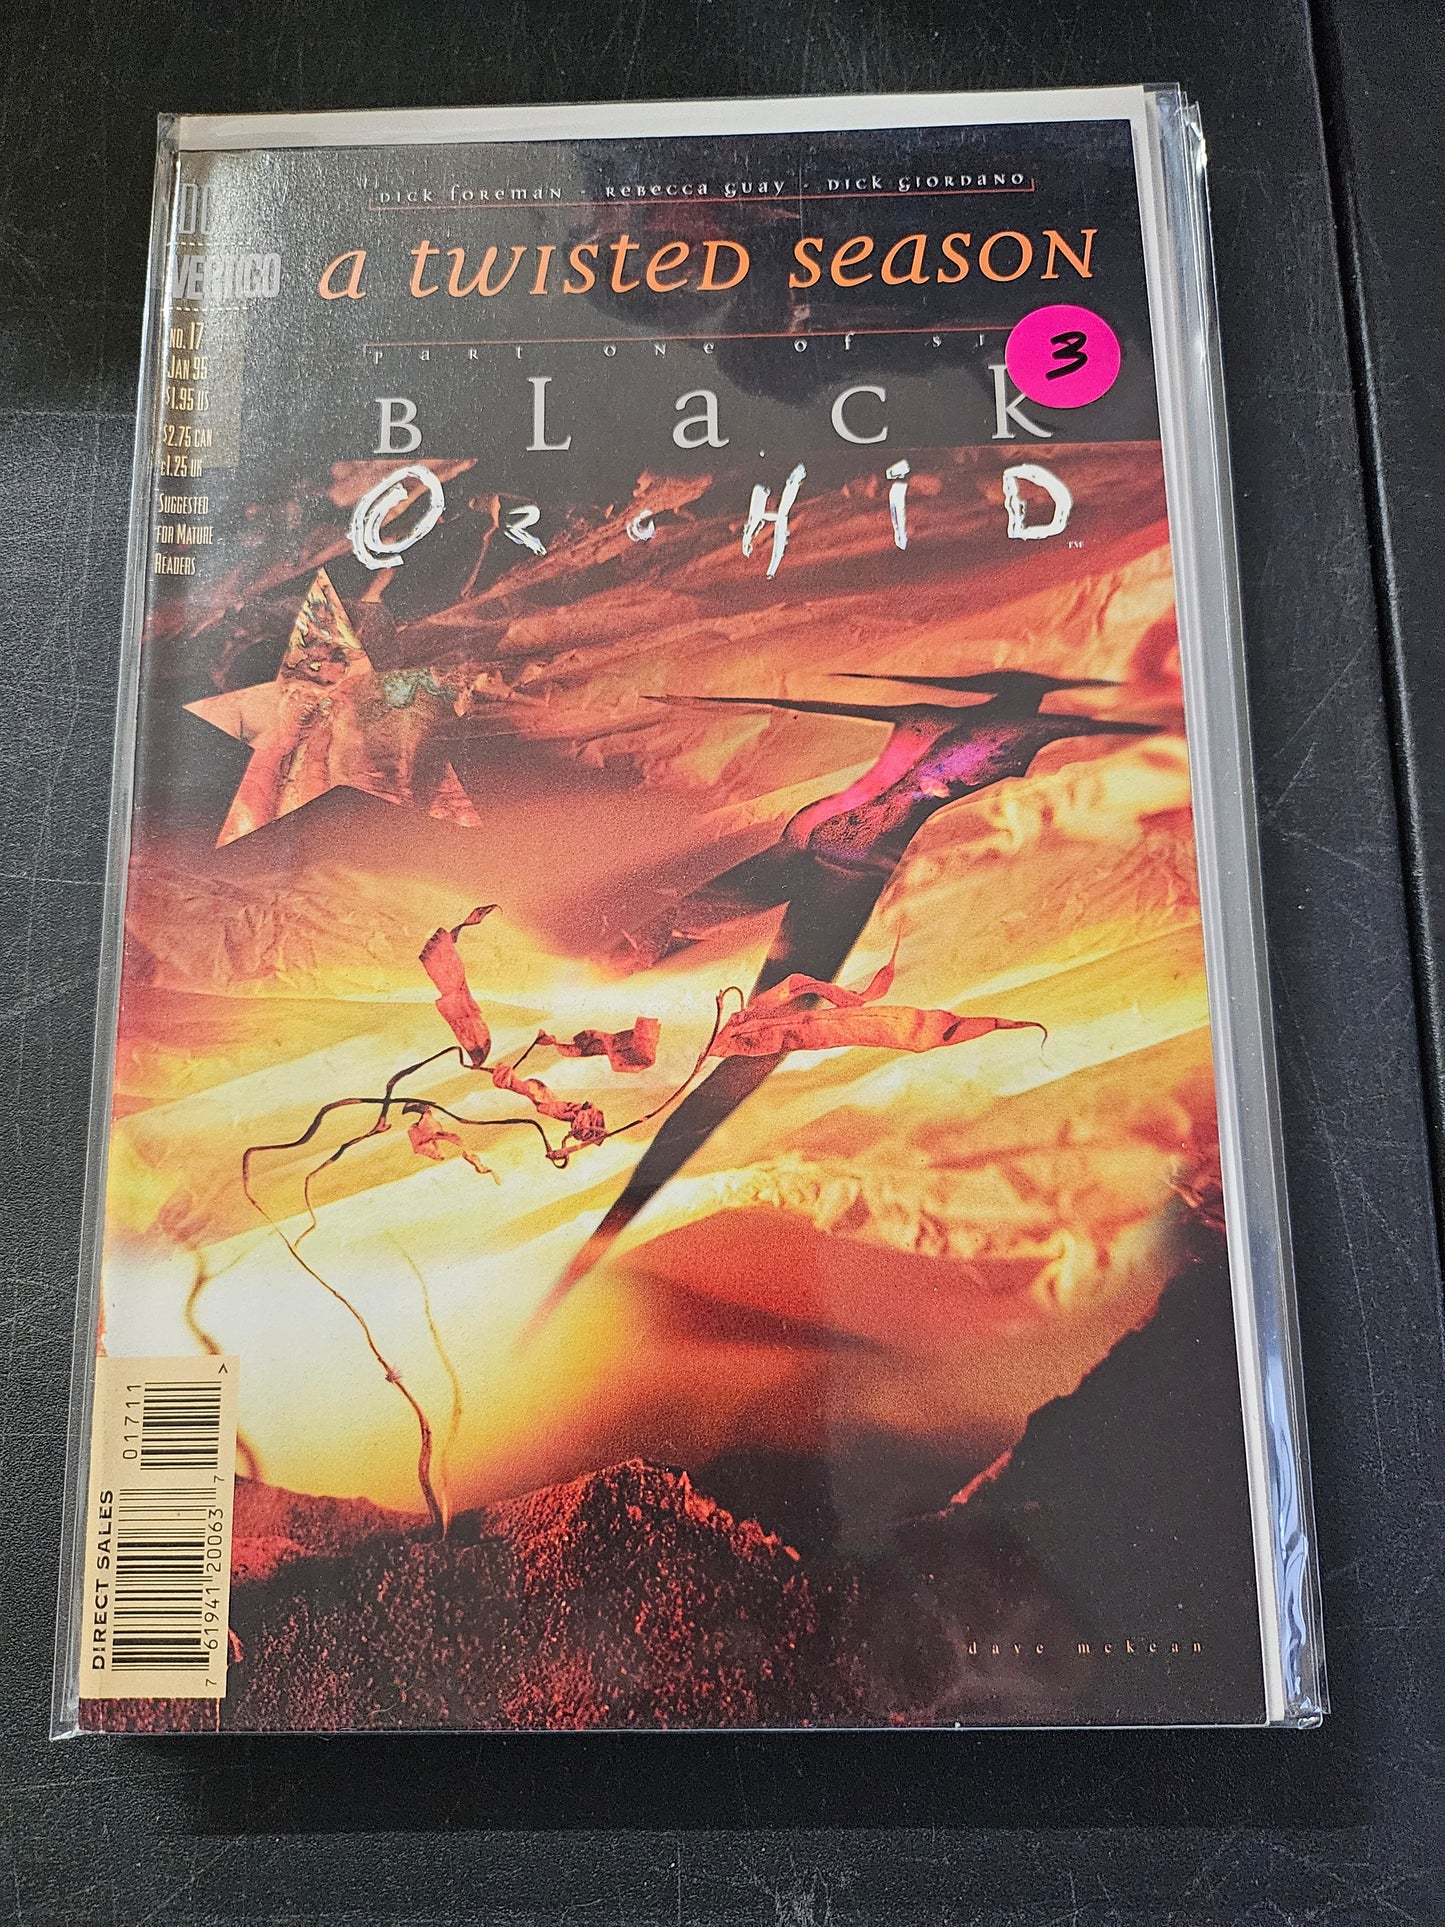 Dick Foreman - Rebecca Guay - Dick Giordano
DC
VERTIGO
a twisted season
NO. 17
JAN 95
$1.95 US
$2.75 CAN
£1.25 UK
SUGGESTED
FOR MATURE
READERS
part one of
3
BLack
ORcHiD
TM
01711
>
DIRECT SALES
7 61941 20063 7
dave mckean